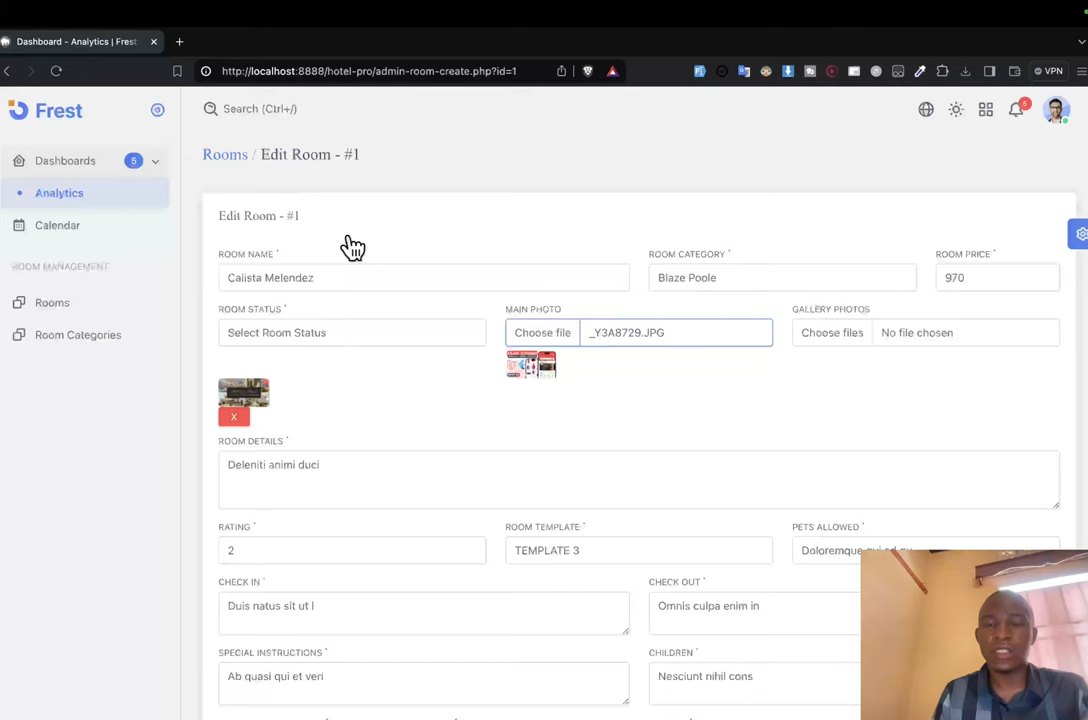 Dashboard - Analytics | Frest
http://localhost:8888/hotel-pro/admin-room-create.php?id=1
VPN
Frest
Search (Ctrl+/)
5
Dashboards 5
Analytics
Calendar
ROOM MANAGEMENT
Rooms
Room Categories
Rooms / Edit Room - #1
Edit Room - #1
ROOM NAME * ROOM CATEGORY * ROOM PRICE *
Calista Melendez Blaze Poole 970
ROOM STATUS * MAIN PHOTO GALLERY PHOTOS
Select Room Status Choose file _Y3A8729.JPG Choose files No file chosen
X
ROOM DETAILS *
Deleniti animi duci
RATING * ROOM TEMPLATE * PETS ALLOWED *
2 TEMPLATE 3 Doloremque qui ad qu
CHECK IN * CHECK OUT *
Duis natus sit ut l Omnis culpa enim in
SPECIAL INSTRUCTIONS * CHILDREN *
Ab quasi qui et veri Nesciunt nihil cons